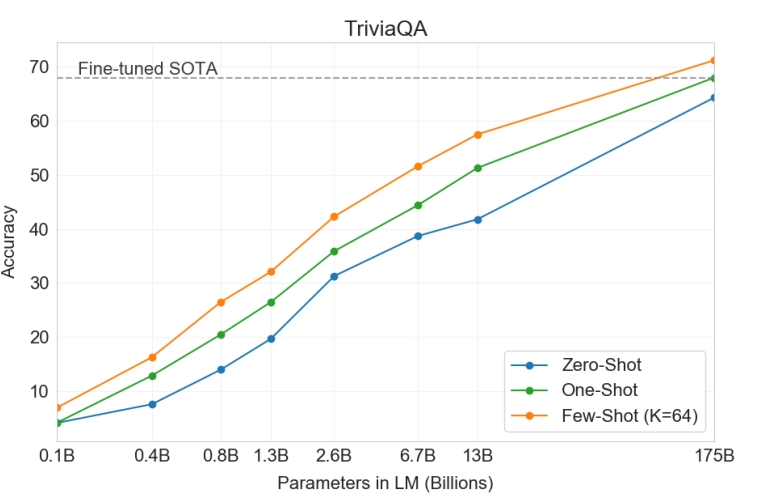 TriviaQA
Fine-tuned SOTA
70
60
50
40
30
20
10
Accuracy
Zero-Shot
One-Shot
Few-Shot (K=64)
0.1B 0.4B 0.8B 1.3B 2.6B 6.7B 13B 175B
Parameters in LM (Billions)